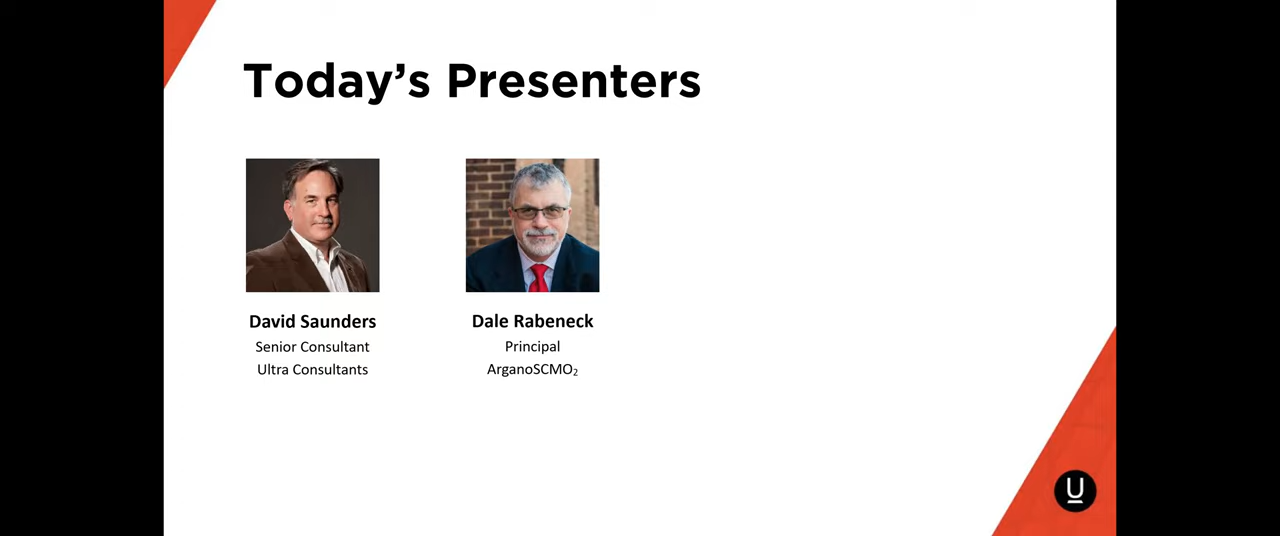 Today's Presenters
David Saunders
Senior Consultant
Ultra Consultants
Dale Rabeneck
Principal
ArganoSCMO₂
U